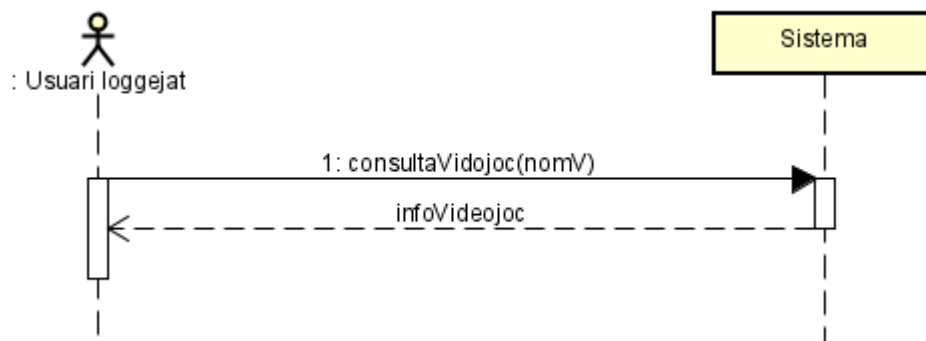 Sistema
: Usuari loggejat
1: consultaVidojoc(nomV)
infoVideojoc